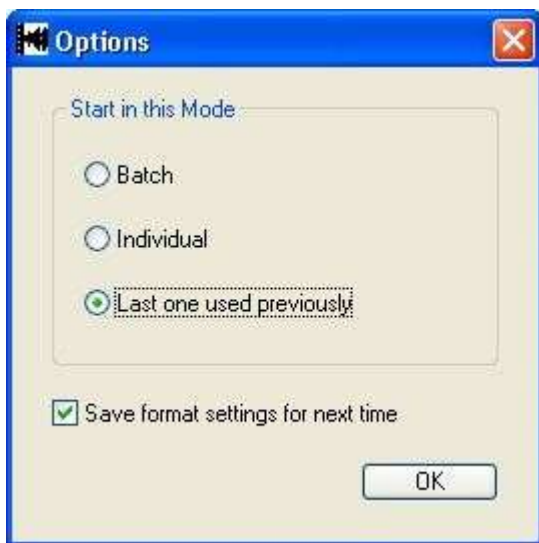 Options
Start in this Mode
Batch
Individual
Last one used previously
Save format settings for next time
OK